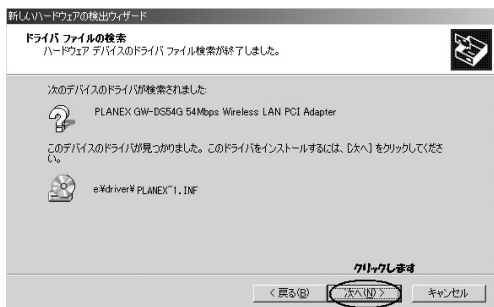 新しいハードウェアの検出ウィザード
ドライバ ファイルの検索
ハードウェア デバイスのドライバ ファイル検索が終了しました。
次のデバイスのドライバが検索されました:
PLANEX GW-DS54G 54Mbps Wireless LAN PCI Adapter
このデバイスのドライバが見つかりました。このドライバをインストールするには、[次へ] をクリックしてくださ
い。
e:¥driver¥PLANEX~1.INF
クリックします
< 戻る(B)
次へ(N) >
キャンセル